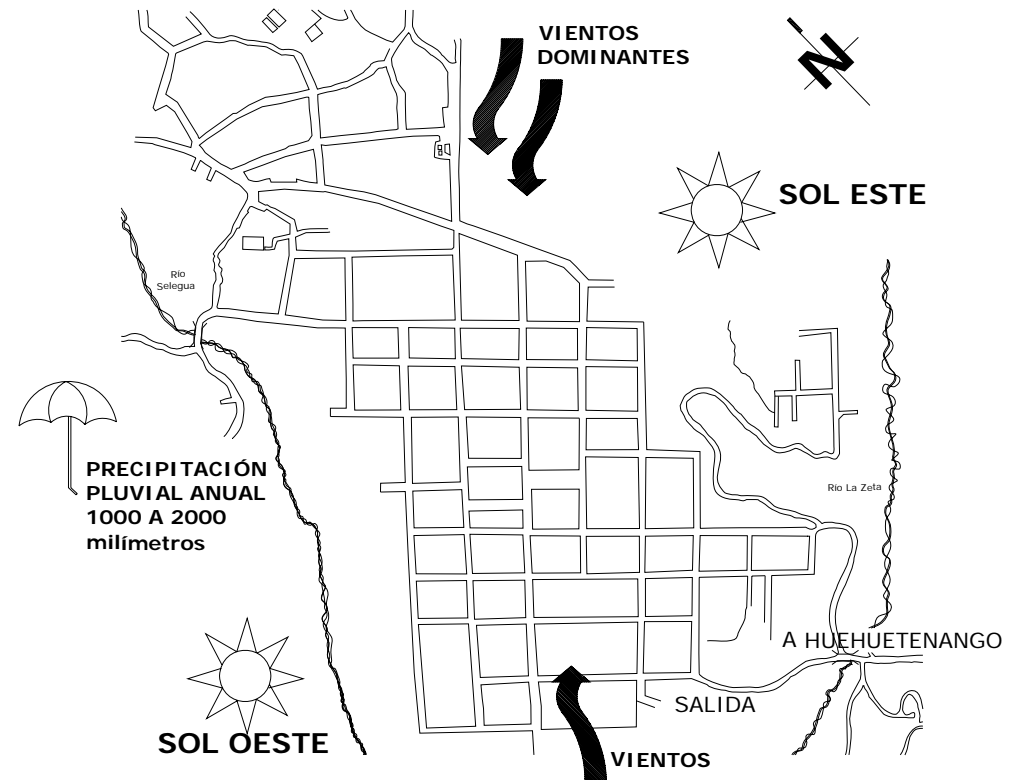 VIENTOS
DOMINANTES
N
SOL ESTE
Río
Selegua
PRECIPITACIÓN
PLUVIAL ANUAL
1000 A 2000
milímetros
Río La Zeta
A HUEHUETENANGO
SALIDA
SOL OESTE
VIENTOS